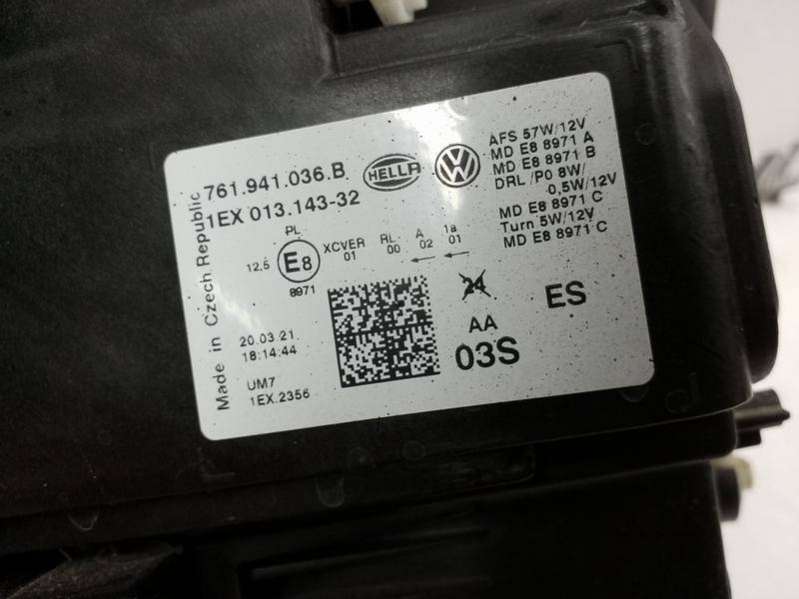 Made in Czech Republic
761.941.036.B
1EX 013.143-32
HELLA
VW
AFS 57W/12V
MD E8 8971 A
MD E8 8971 B
DRL/P0 8W/
0,5W/12V
MD E8 8971 C
Turn 5W/12V
MD E8 8971 C
PL
12.5
E8
8971
XCVER
01
RL
00
A
02
1a
01
20.03.21
18:14:44
UM7
1EX.2356
24
AA
03S
ES